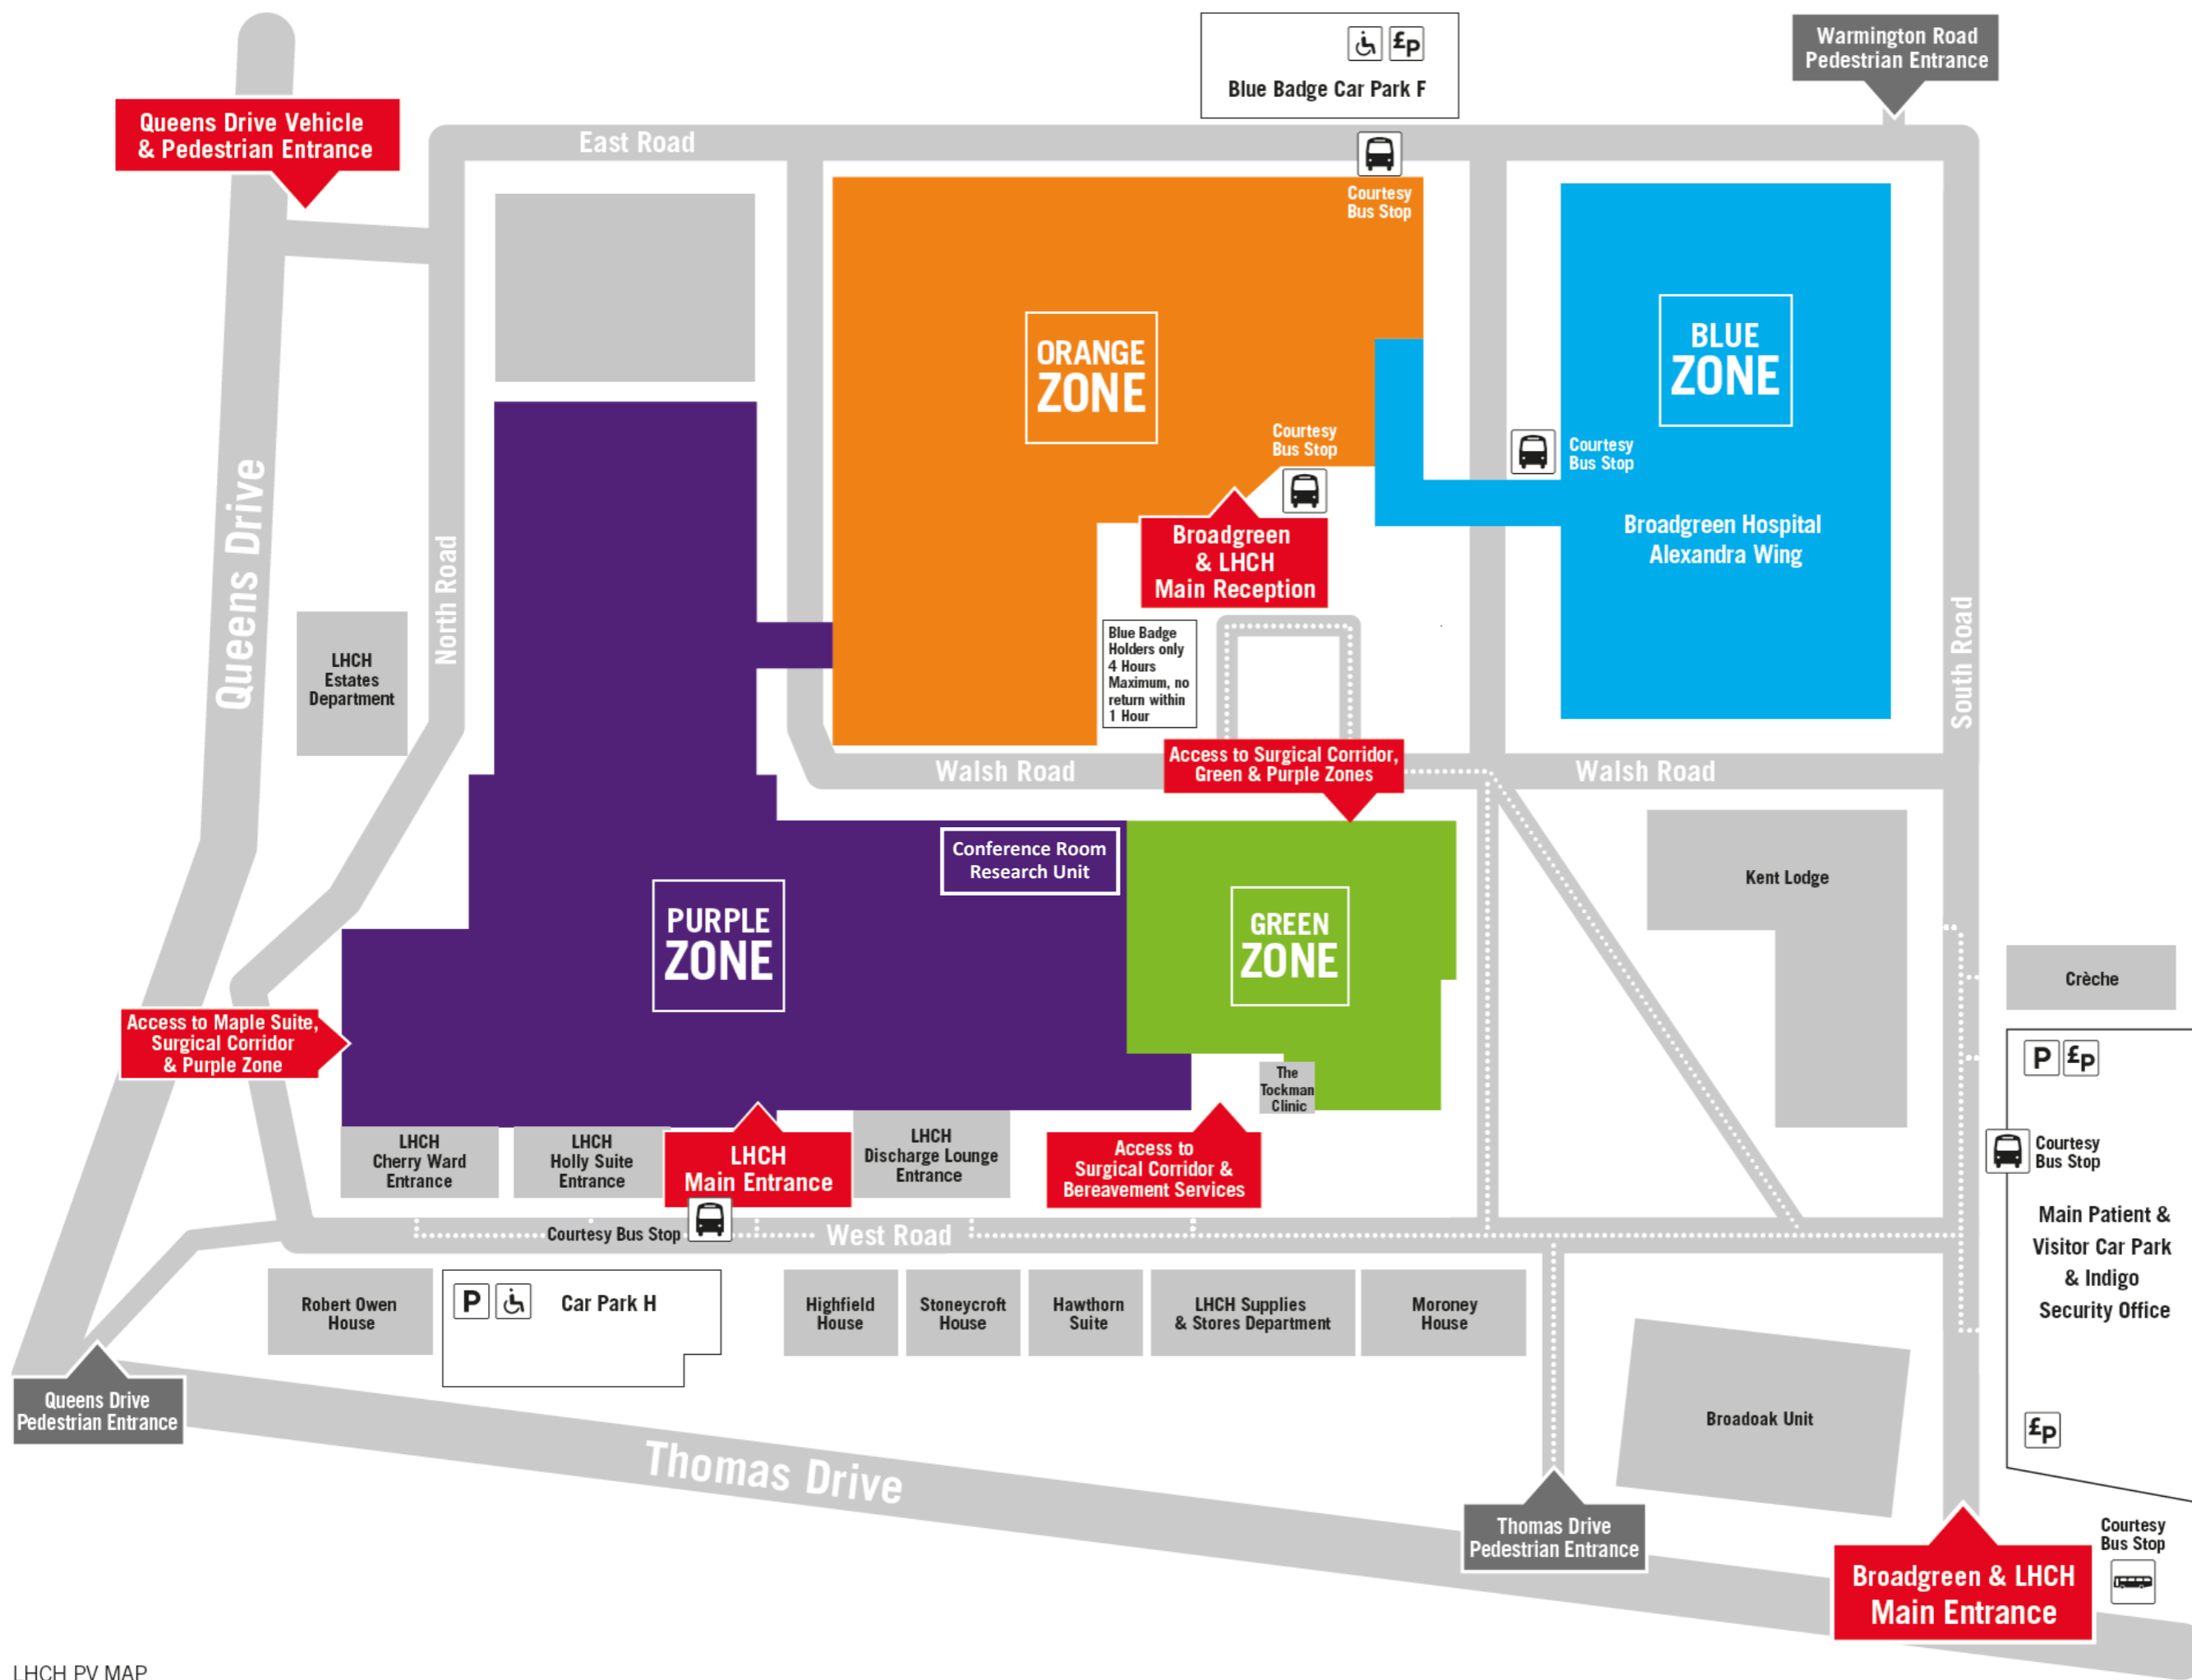 Warmington Road
Pedestrian Entrance
£P
Blue Badge Car Park F
Queens Drive Vehicle
& Pedestrian Entrance
East Road
Courtesy
Bus Stop
ORANGE
ZONE
BLUE
ZONE
Courtesy
Bus Stop
Courtesy
Bus Stop
Broadgreen Hospital
Alexandra Wing
Broadgreen
& LHCH
Main Reception
Queens Drive
North Road
South Road
LHCH
Estates
Department
Blue Badge
Holders only
4 Hours
Maximum, no
return within
1 Hour
Walsh Road
Access to Surgical Corridor,
Green & Purple Zones
Walsh Road
Conference Room
Research Unit
Kent Lodge
PURPLE
ZONE
GREEN
ZONE
Crèche
Access to Maple Suite,
Surgical Corridor
& Purple Zone
P £P
The
Tockman
Clinic
LHCH
Cherry Ward
Entrance
LHCH
Holly Suite
Entrance
LHCH
Main Entrance
LHCH
Discharge Lounge
Entrance
Access to
Surgical Corridor &
Bereavement Services
Courtesy
Bus Stop
Main Patient &
Visitor Car Park
& Indigo
Security Office
Courtesy Bus Stop
West Road
Robert Owen
House
P
Car Park H
Highfield
House
Stoneycroft
House
Hawthorn
Suite
LHCH Supplies
& Stores Department
Moroney
House
Queens Drive
Pedestrian Entrance
Broadoak Unit
£P
Thomas Drive
Thomas Drive
Pedestrian Entrance
Courtesy
Bus Stop
Broadgreen & LHCH
Main Entrance
LHCH PV MAP